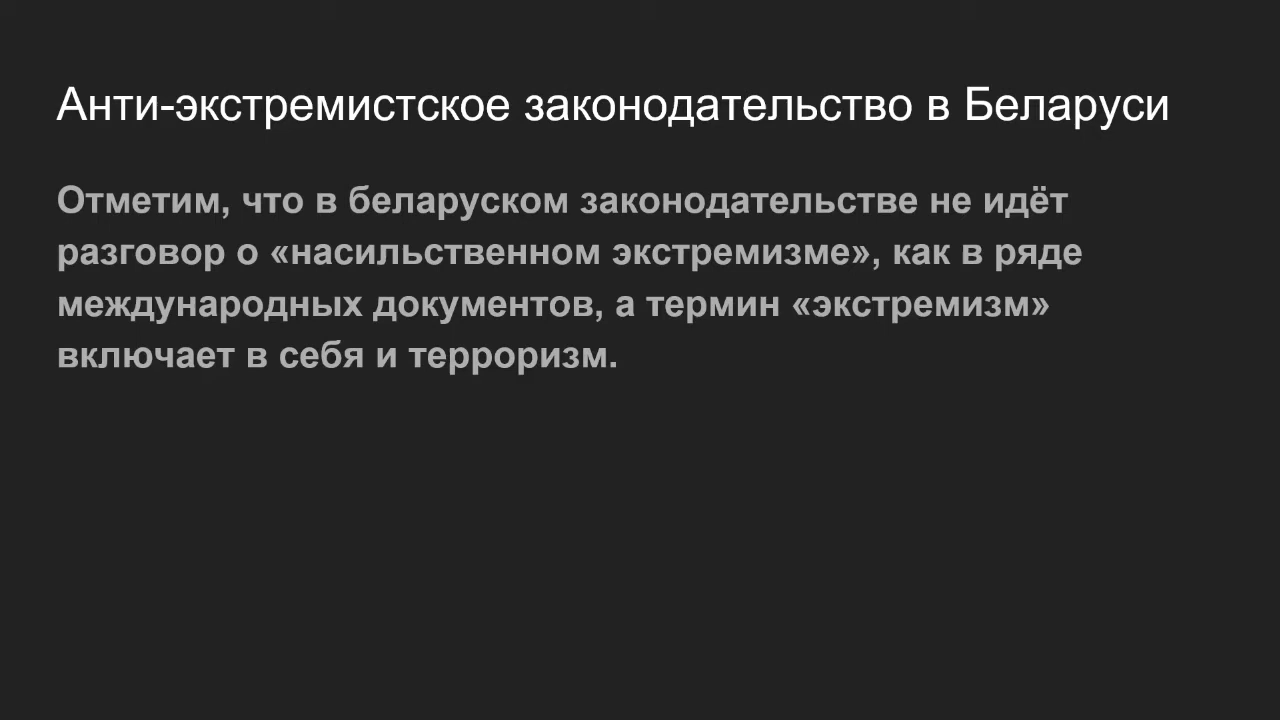 Анти-экстремистское законодательство в Беларуси
Отметим, что в беларуском законодательстве не идёт
разговор о «насильственном экстремизме», как в ряде
международных документов, а термин «экстремизм»
включает в себя и терроризм.